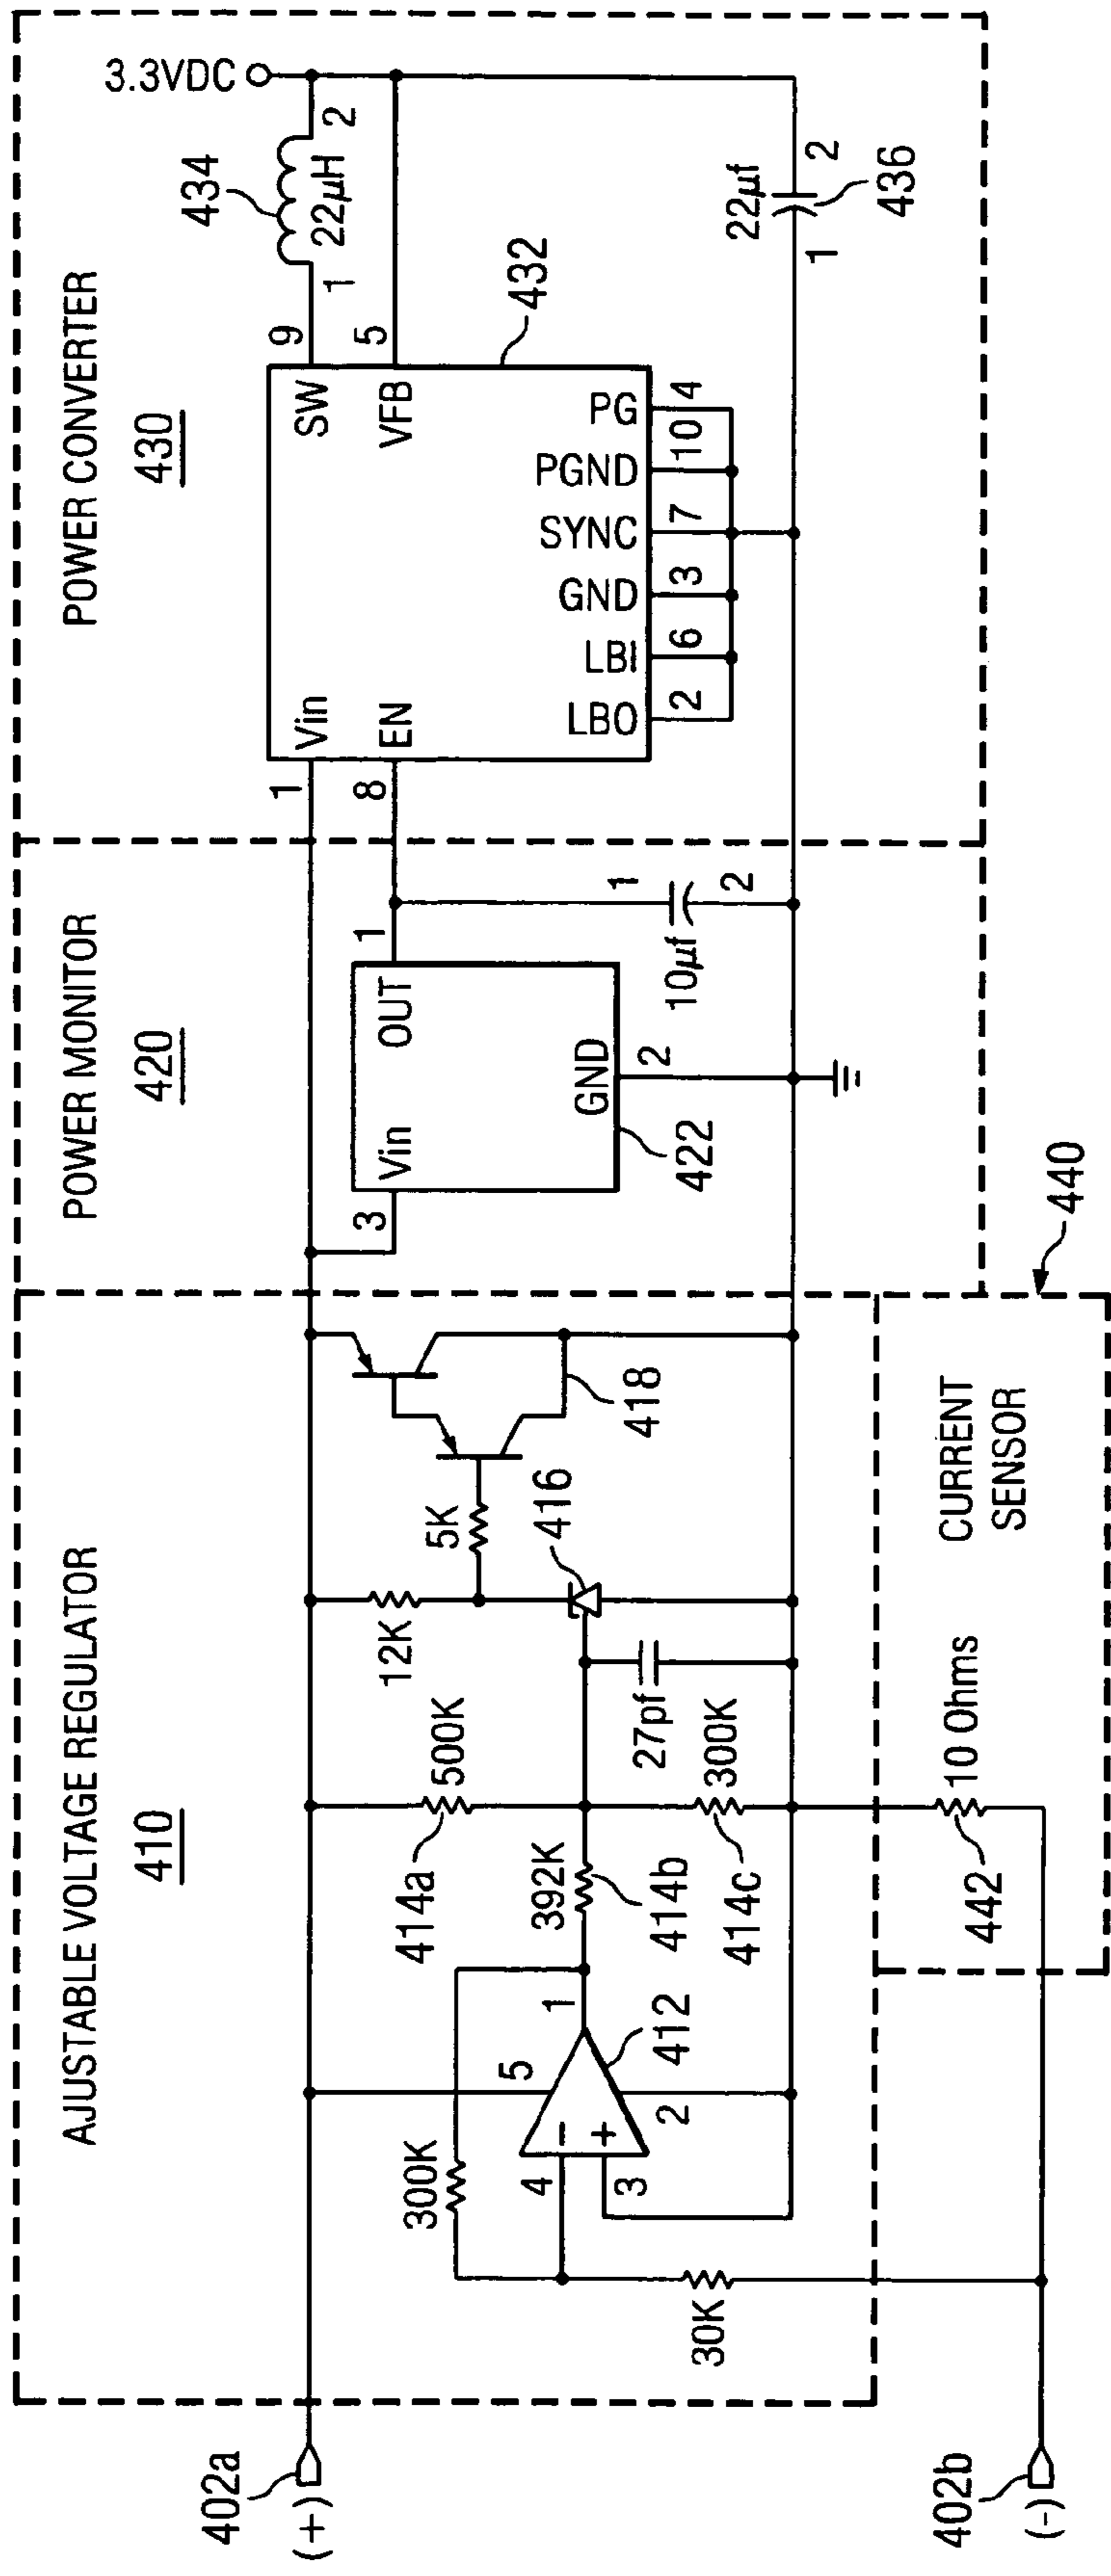 AJUSTABLE VOLTAGE REGULATOR
410
POWER MONITOR
420
POWER CONVERTER
430
402a
(+)
402b
(-)
30K
300K
4
3
5
2
1
−
+
412
392K
414b
414a
500K
414c
300K
27pf
12K
416
5K
418
CURRENT
SENSOR
440
442
10 Ohms
3
Vin
OUT
1
GND
2
422
10µf
1
2
1
Vin
8
EN
SW
9
VFB
5
LBO
LBI
GND
SYNC
PGND
PG
2
6
3
7
10
4
432
434
22µH
1
2
3.3VDC
22µf
1
2
436